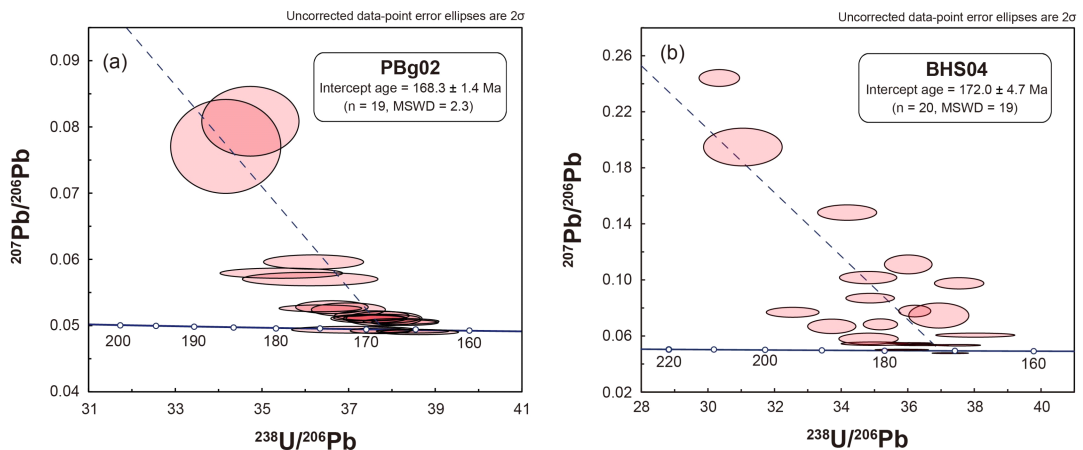 Uncorrected data-point error ellipses are 2σ
(a)
PBg02
Intercept age = 168.3 ± 1.4 Ma
(n = 19, MSWD = 2.3)
0.09
0.08
0.07
0.06
0.05
0.04
207Pb/206Pb
200
190
180
170
160
31
33
35
37
39
41
238U/206Pb
Uncorrected data-point error ellipses are 2σ
(b)
BHS04
Intercept age = 172.0 ± 4.7 Ma
(n = 20, MSWD = 19)
0.26
0.22
0.18
0.14
0.10
0.06
0.02
207Pb/206Pb
220
200
180
160
28
30
32
34
36
38
40
238U/206Pb